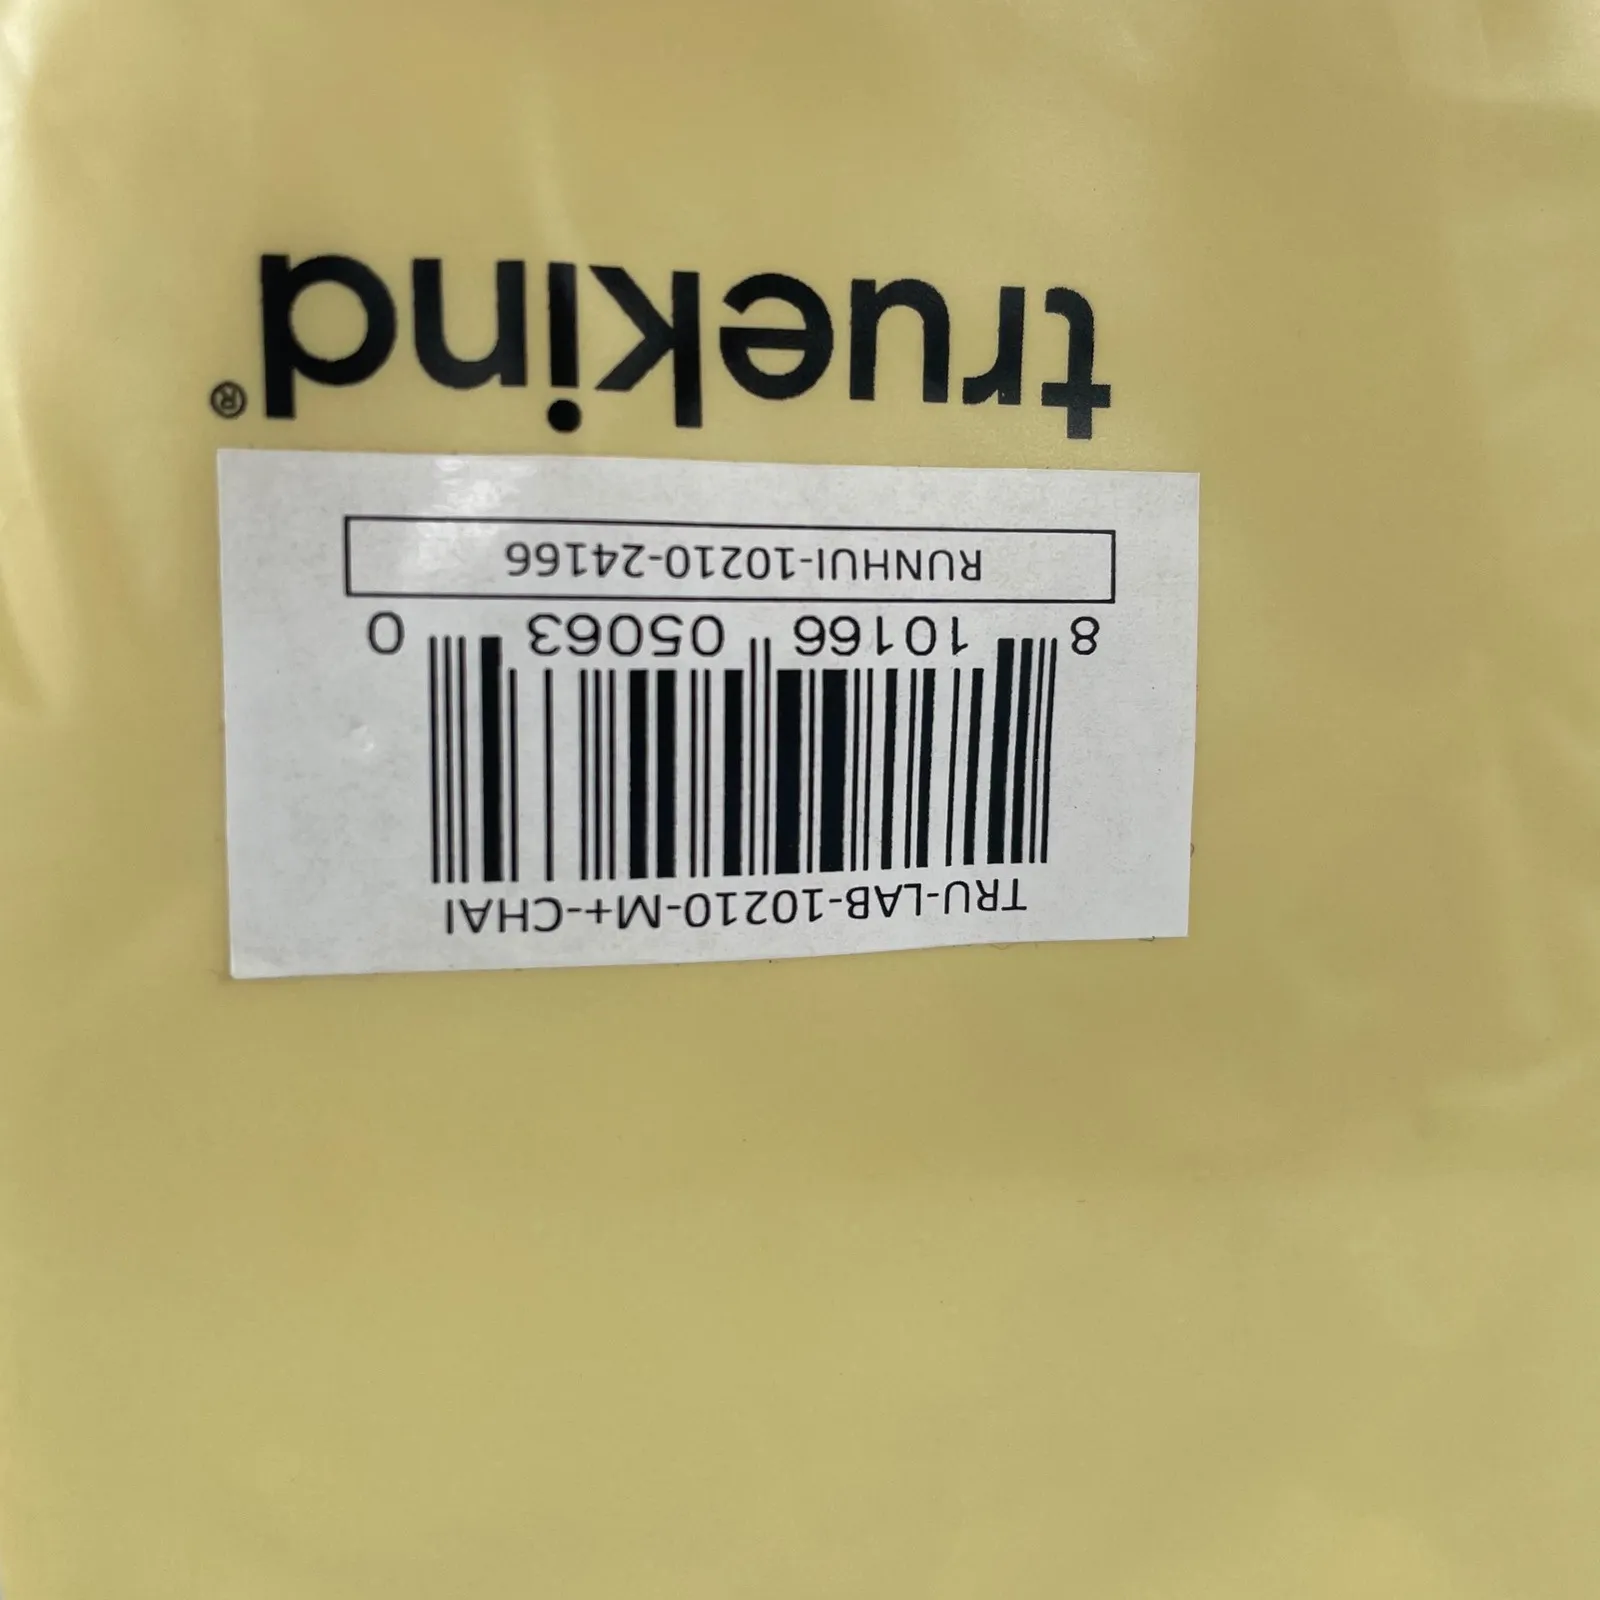 TRU-LAB-10210-M+-CHAI
8 10166 05063 0
RUNHUI-10210-24166
truekind®